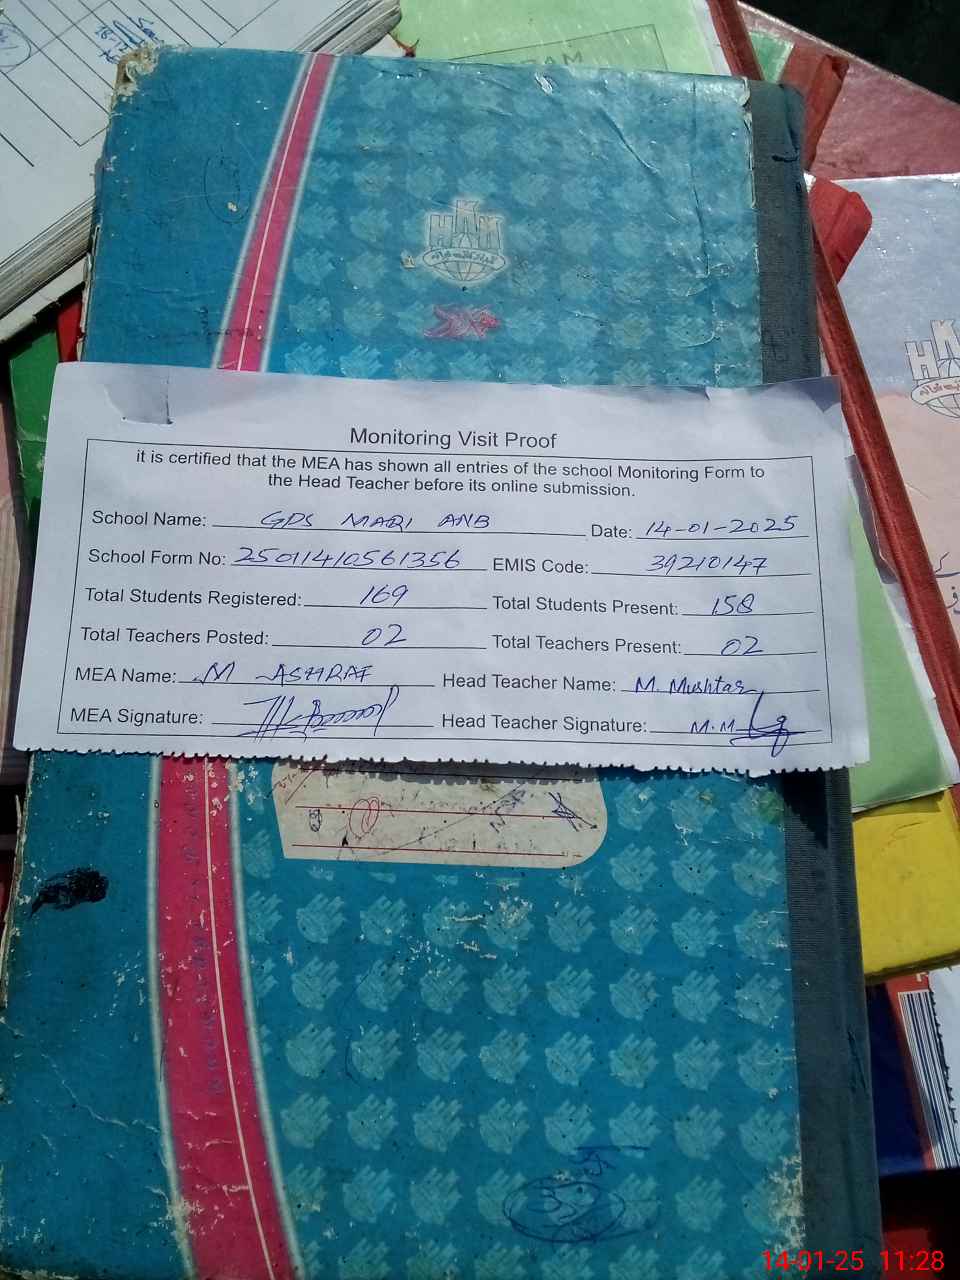 HKK
Monitoring Visit Proof
it is certified that the MEA has shown all entries of the school Monitoring Form to
the Head Teacher before its online submission.
School Name: GPS MARI ANB Date: 14-01-2025
School Form No: 25011410561356 EMIS Code: 39210147
Total Students Registered: 169 Total Students Present: 158
Total Teachers Posted: 02 Total Teachers Present: 02
MEA Name: M ASHRAF Head Teacher Name: M. Mushtaq
MEA Signature: Head Teacher Signature: M.M
14-01-25 11:28